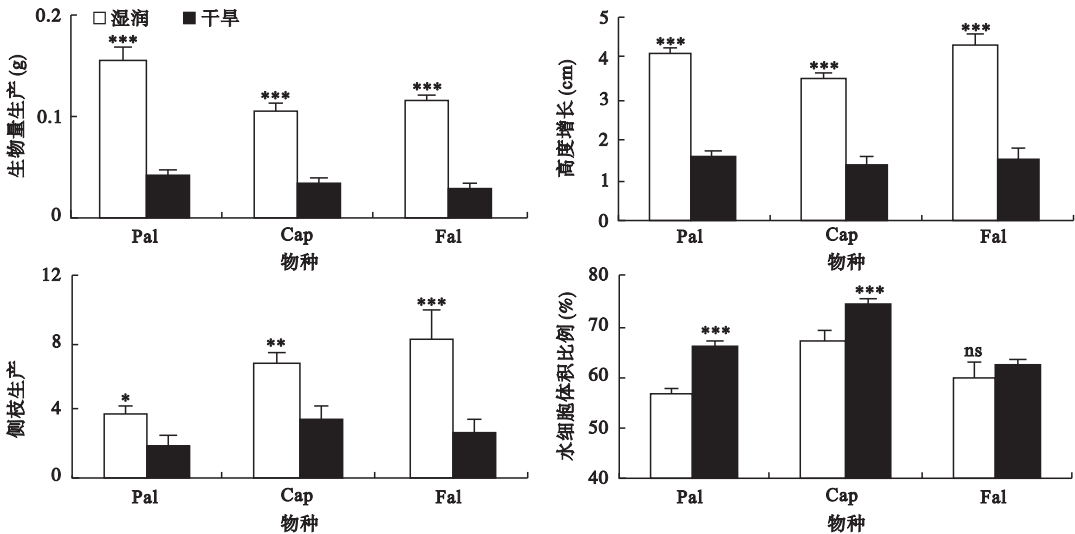 生物量生产 (g)
0.2
0.1
0
湿润 干旱
*** *** ***
Pal Cap Fal
物种
高度增长 (cm)
5
4
3
2
1
0
*** *** ***
Pal Cap Fal
物种
侧枝生产
12
8
4
0
* ** ***
Pal Cap Fal
物种
水细胞体积比例 (%)
80
70
60
50
40
*** *** ns
Pal Cap Fal
物种